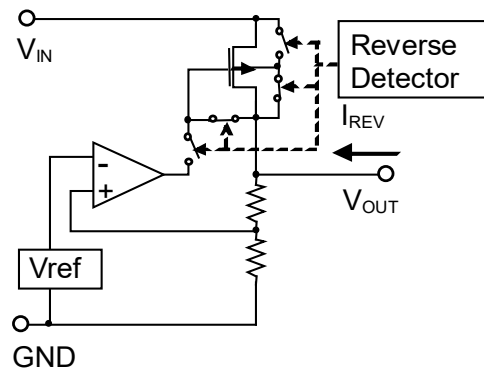 VIN
Reverse
Detector
IREV
-
+
VOUT
Vref
GND